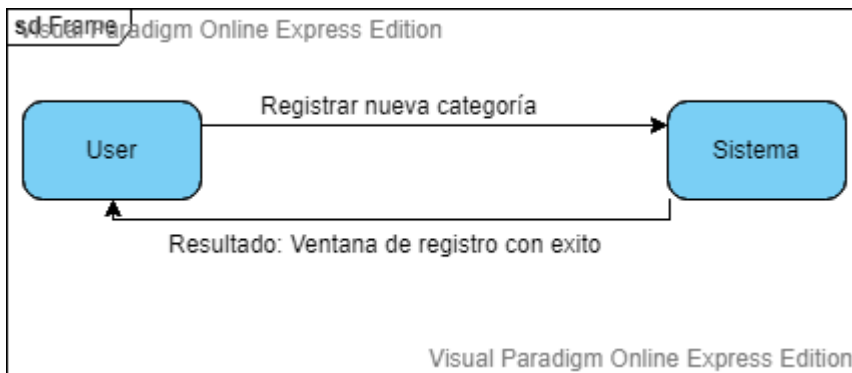 sd Frame
Visual Paradigm Online Express Edition
Registrar nueva categoría
User
Sistema
Resultado: Ventana de registro con exito
Visual Paradigm Online Express Edition